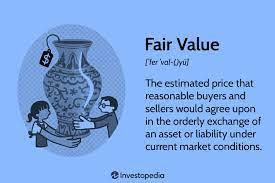 $
Fair Value
[ˈfer ˈval-(ˌ)yü]
The estimated price that
reasonable buyers and
sellers would agree upon
in the orderly exchange of
an asset or liability under
current market conditions.
Investopedia